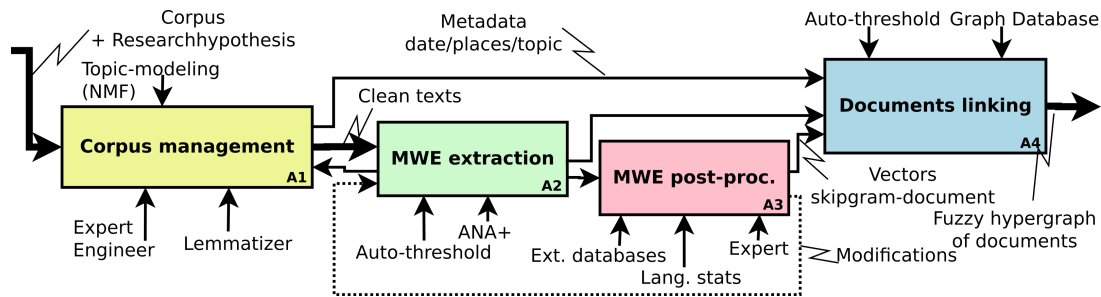 Corpus
+ Researchhypothesis
Metadata
date/places/topic
Auto-threshold
Graph Database
Topic-modeling
(NMF)
Clean texts
Corpus management
A1
MWE extraction
A2
MWE post-proc.
A3
Documents linking
A4
Vectors
skipgram-document
Fuzzy hypergraph
of documents
Expert
Engineer
Lemmatizer
Auto-threshold
ANA+
Ext. databases
Lang. stats
Expert
Modifications